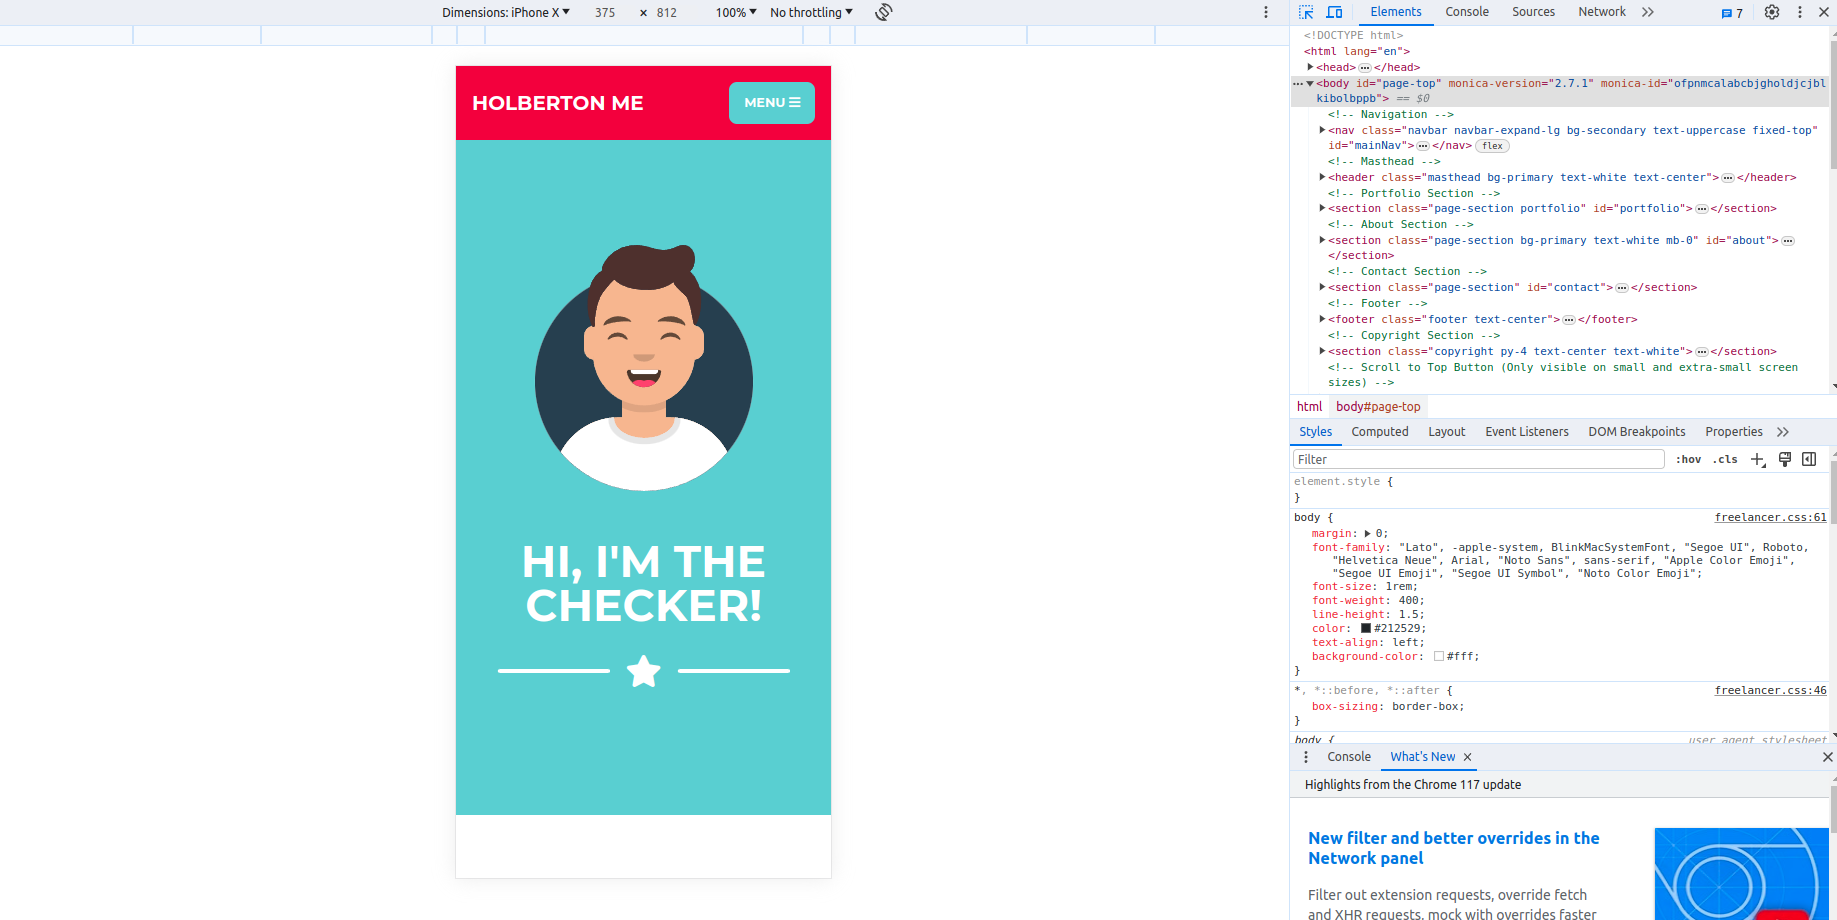 Dimensions: iPhone X 375 × 812 100% No throttling
HOLBERTON ME
MENU
HI, I'M THE
CHECKER!
Elements Console Sources Network 7
<!DOCTYPE html>
<html lang="en">
<head> </head>
<body id="page-top" monica-version="2.7.1" monica-id="ofpnmcalabcbjgholdjcjbl
kibolbppb"> == $0
<!-- Navigation -->
<nav class="navbar navbar-expand-lg bg-secondary text-uppercase fixed-top"
id="mainNav"> </nav> flex
<!-- Masthead -->
<header class="masthead bg-primary text-white text-center"> </header>
<!-- Portfolio Section -->
<section class="page-section portfolio" id="portfolio"> </section>
<!-- About Section -->
<section class="page-section bg-primary text-white mb-0" id="about">
</section>
<!-- Contact Section -->
<section class="page-section" id="contact"> </section>
<!-- Footer -->
<footer class="footer text-center"> </footer>
<!-- Copyright Section -->
<section class="copyright py-4 text-center text-white"> </section>
<!-- Scroll to Top Button (Only visible on small and extra-small screen
sizes) -->
html body#page-top
Styles Computed Layout Event Listeners DOM Breakpoints Properties
Filter :hov .cls
element.style {
}
body { freelancer.css:61
margin: 0;
font-family: "Lato", -apple-system, BlinkMacSystemFont, "Segoe UI", Roboto,
"Helvetica Neue", Arial, "Noto Sans", sans-serif, "Apple Color Emoji",
"Segoe UI Emoji", "Segoe UI Symbol", "Noto Color Emoji";
font-size: 1rem;
font-weight: 400;
line-height: 1.5;
color: #212529;
text-align: left;
background-color: #fff;
}
*, *::before, *::after { freelancer.css:46
box-sizing: border-box;
}
body { user agent stylesheet
Console What's New
Highlights from the Chrome 117 update
New filter and better overrides in the
Network panel
Filter out extension requests, override fetch
and XHR requests, mock with overrides faster